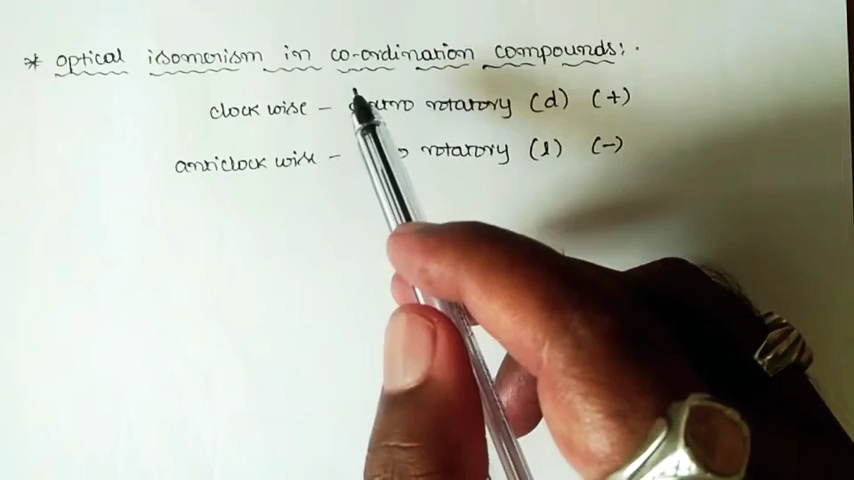 * optical isomerism in co-ordination compounds:.
clock wise - rotatory (d) (+)
anticlock wise - rotatory (l) (-)